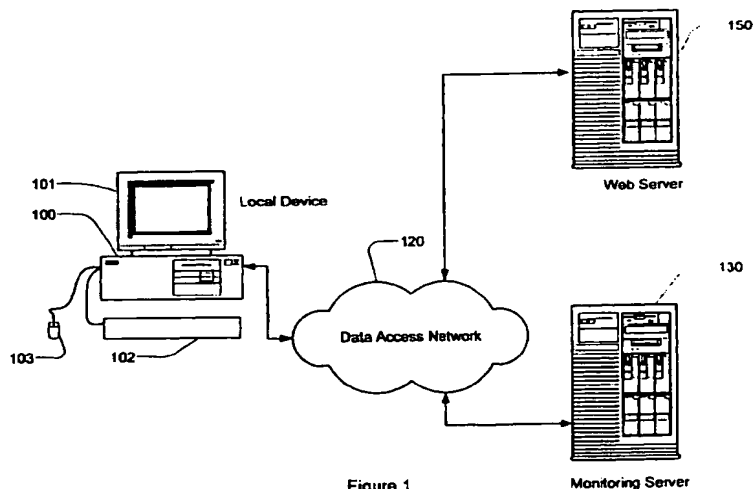 150
Web Server
101
100
Local Device
120
130
Data Access Network
103
102
Figure 1
Monitoring Server